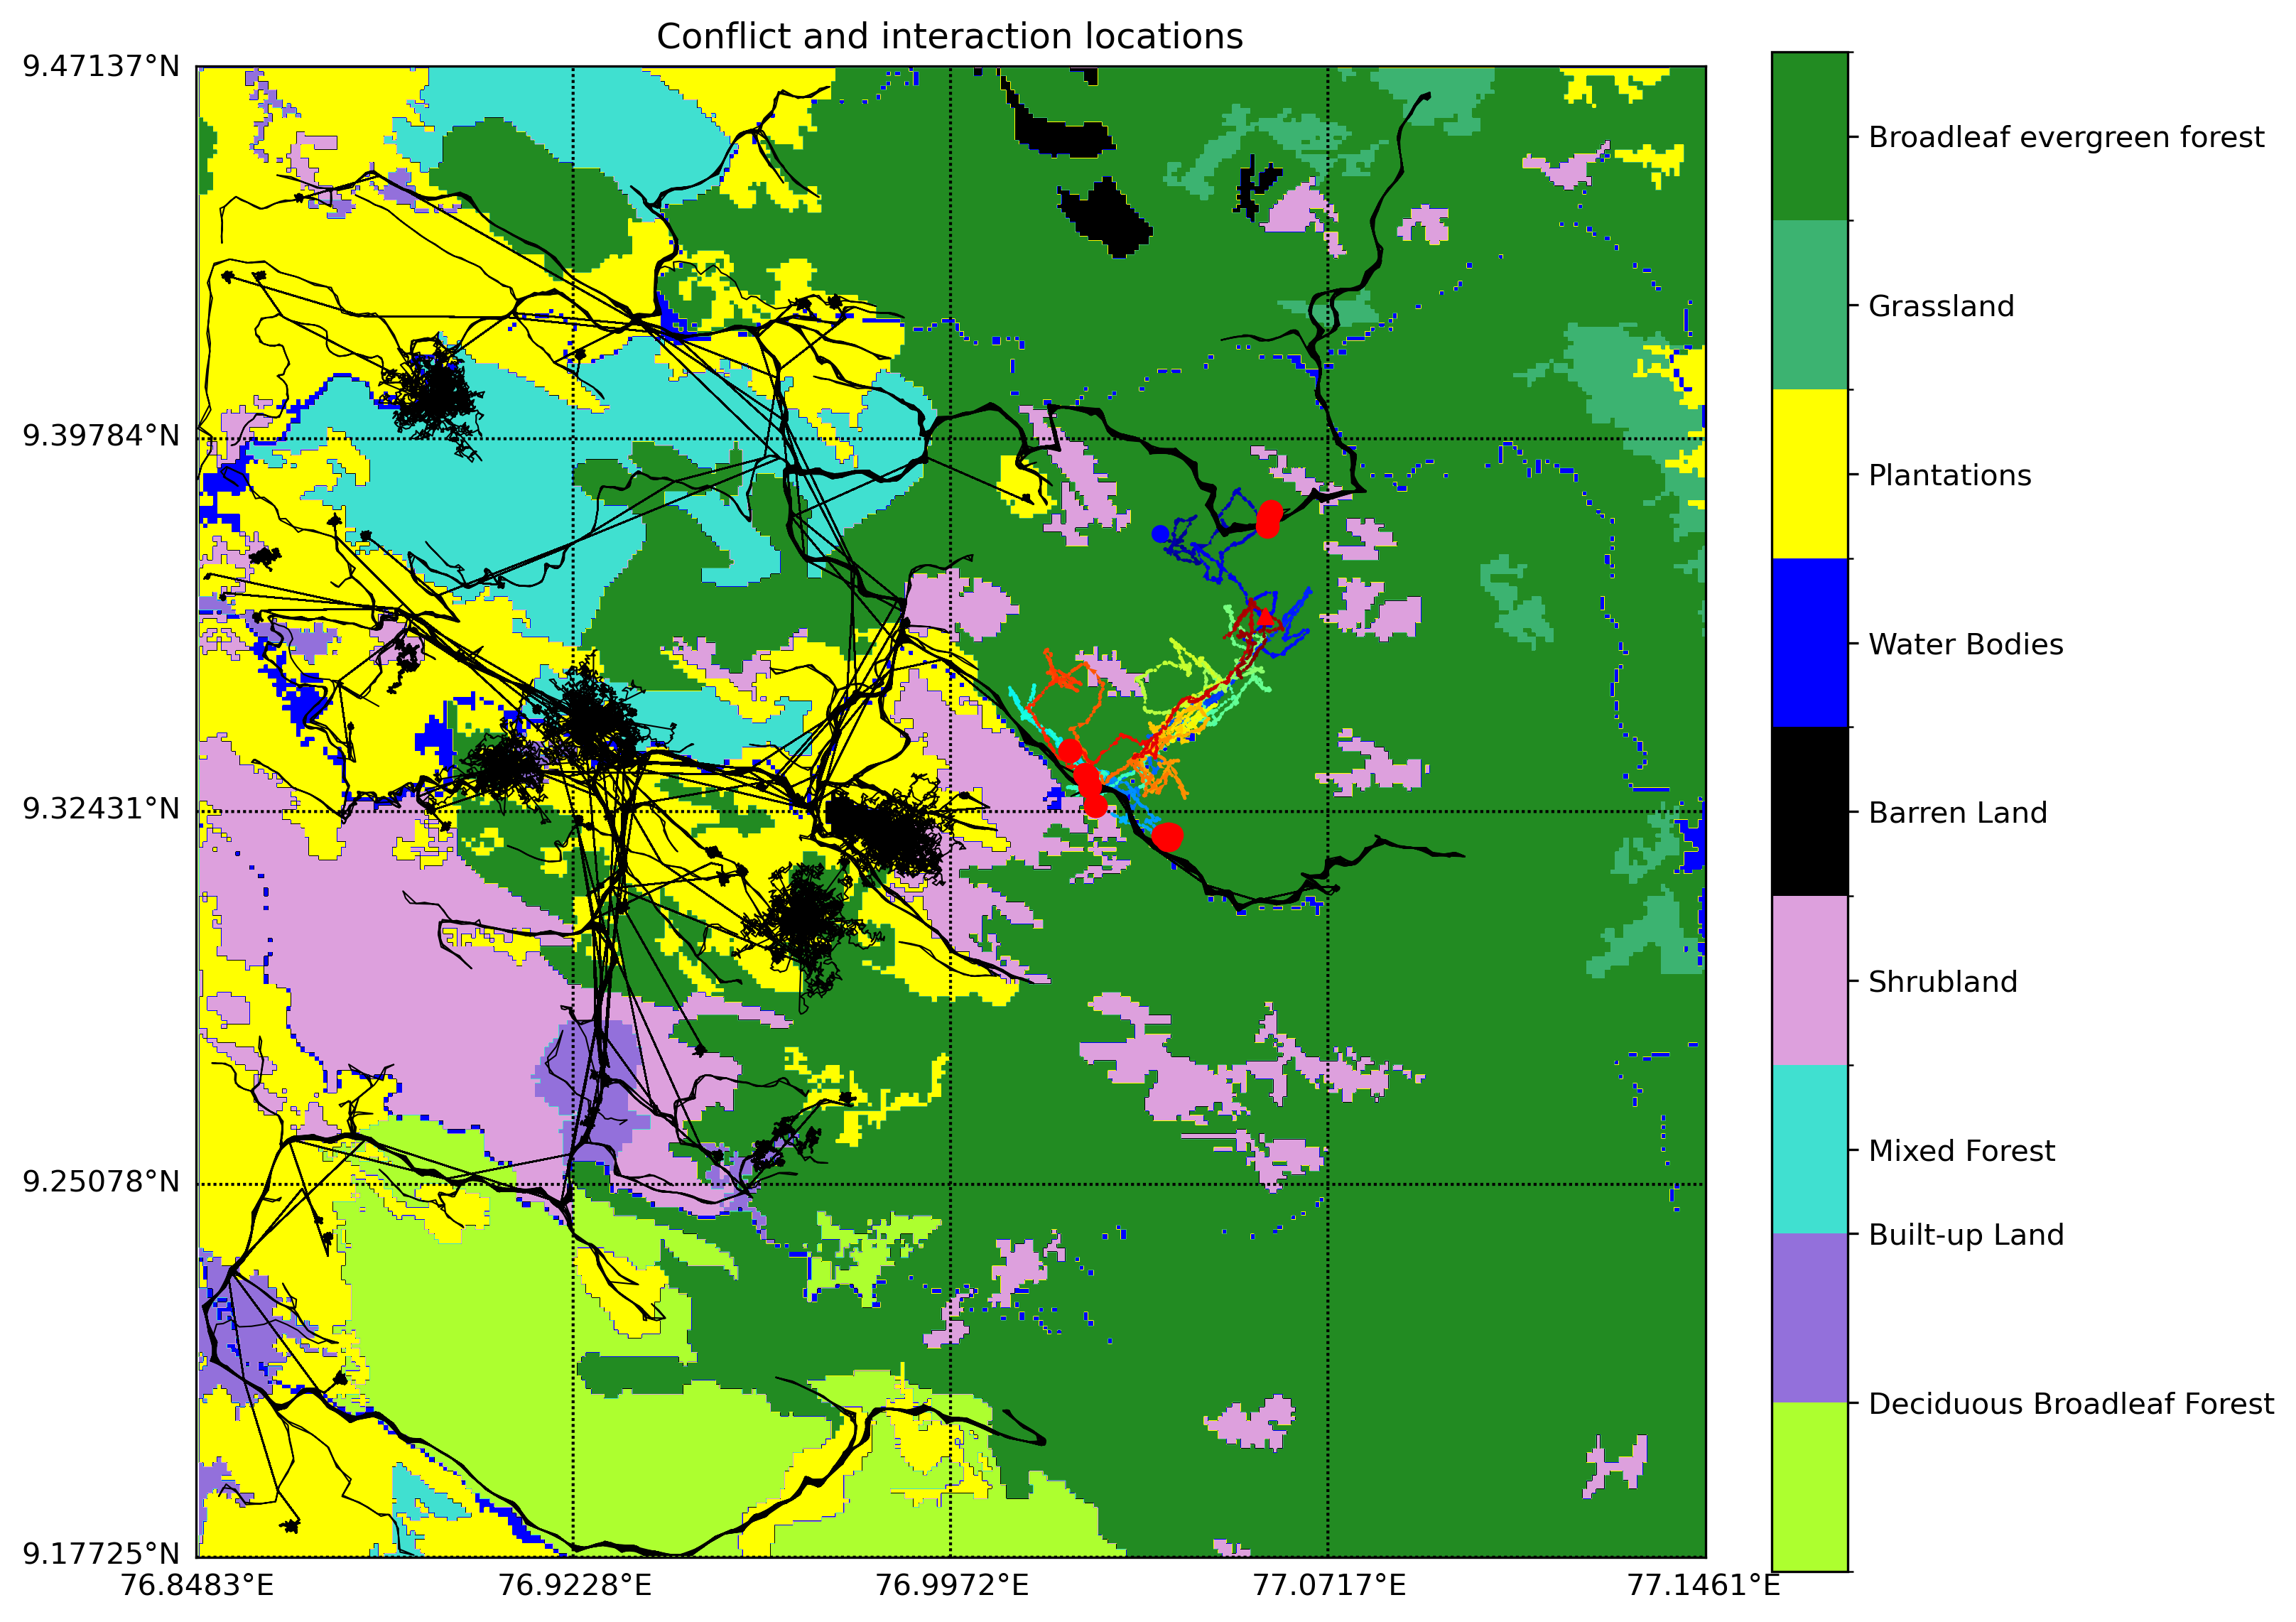 Conflict and interaction locations
9.47137°N
9.39784°N
9.32431°N
9.25078°N
9.17725°N
76.8483°E
76.9228°E
76.9972°E
77.0717°E
77.1461°E
Broadleaf evergreen forest
Grassland
Plantations
Water Bodies
Barren Land
Shrubland
Mixed Forest
Built-up Land
Deciduous Broadleaf Forest